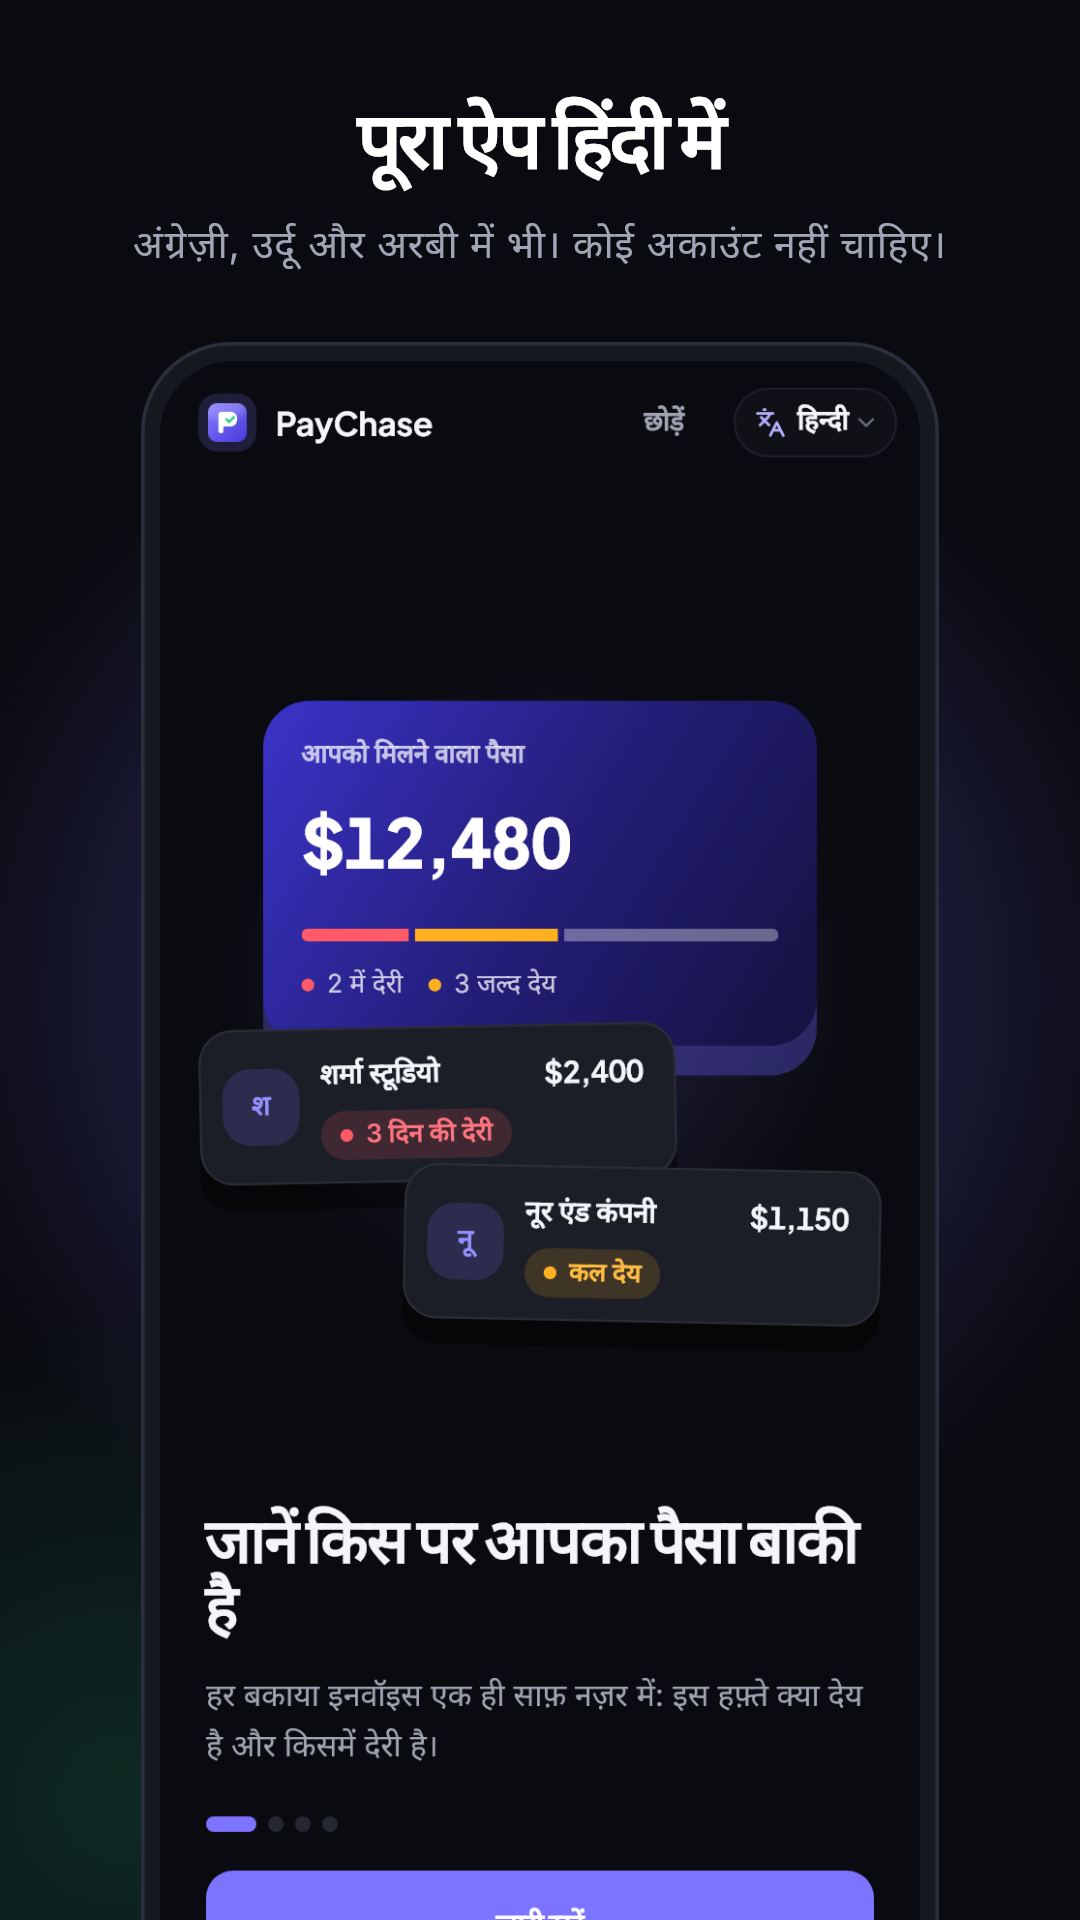 पूरा ऐप हिंदी में
अंग्रेज़ी, उर्दू और अरबी में भी। कोई अकाउंट नहीं चाहिए।
PayChase
छोड़ें
हिन्दी
आपको मिलने वाला पैसा
$12,480
2 में देरी
3 जल्द देय
श
शर्मा स्टूडियो
$2,400
3 दिन की देरी
नू
नूर एंड कंपनी
$1,150
कल देय
जानें किस पर आपका पैसा बाकी
है
हर बकाया इनवॉइस एक ही साफ़ नज़र में: इस हफ़्ते क्या देय
है और किसमें देरी है।